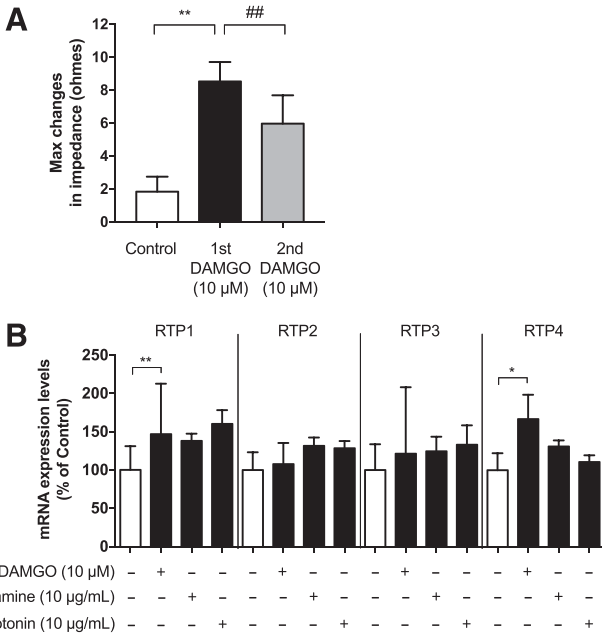 A
Max changes
in impedance (ohmes)
12
10
8
6
4
2
0
**
##
Control
1st
DAMGO
(10 µM)
2nd
DAMGO
(10 µM)
B
RTP1 RTP2 RTP3 RTP4
mRNA expression levels
(% of Control)
250
200
150
100
50
0
**
*
DAMGO (10 µM) – + – – – + – – – + – – – + – –
amine (10 µg/mL) – – + – – – + – – – + – – – + –
otonin (10 µg/mL) – – – + – – – + – – – + – – – +